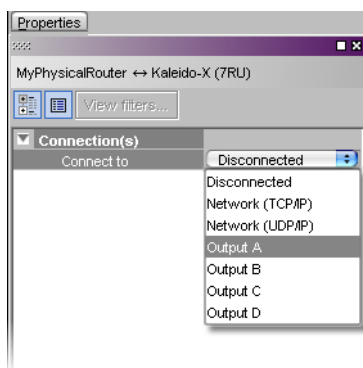 Properties
MyPhysicalRouter ↔ Kaleido-X (7RU)
View filters...
Connection(s)
Connect to Disconnected
Disconnected
Network (TCP/IP)
Network (UDP/IP)
Output A
Output B
Output C
Output D